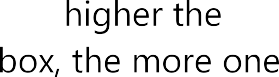 higher the
box, the more one